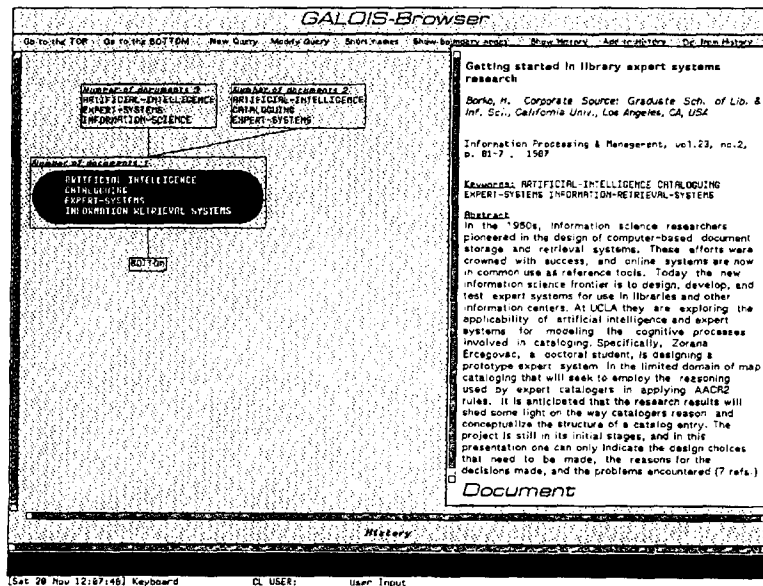 GALOIS-Browser
Go to the TOP Go to the BOTTOM New Query Modify Query Short names Show boundary nodes Show History Add to History Del from History
Number of documents
ARTIFICIAL-INTELLIGENCE
EXPERT-SYSTEMS
INFORMATION-SCIENCE
Number of documents 2
ARTIFICIAL-INTELLIGENCE
CATALOGUING
EXPERT-SYSTEMS
Number of documents 1
ARTIFICIAL INTELLIGENCE
CATALOGUING
EXPERT-SYSTEMS
INFORMATION RETRIEVAL SYSTEMS
BOTTOM
Getting started in library expert systems
research
Borko, H. Corporate Source: Graduate Sch. of Lib. &
Inf. Sci., California Univ., Los Angeles, CA, USA
Information Processing & Management, vol.23, no.2,
p. 81-7 , 1987
Keywords: ARTIFICIAL-INTELLIGENCE CATALOGUING
EXPERT-SYSTEMS INFORMATION-RETRIEVAL-SYSTEMS
Abstract
In the 1950s, information science researchers
pioneered in the design of computer-based document
storage and retrieval systems. These efforts were
crowned with success, and online systems are now
in common use as reference tools. Today the new
information science frontier is to design, develop, and
test expert systems for use in libraries and other
information centers. At UCLA they are exploring the
applicability of artificial intelligence and expert
systems for modeling the cognitive processes
involved in cataloging. Specifically, Zorana
Ercegovac, a doctoral student, is designing a
prototype expert system in the limited domain of map
cataloging that will seek to employ the reasoning
used by expert catalogers in applying AACR2
rules. It is anticipated that the research results will
shed some light on the way catalogers reason and
conceptualize the structure of a catalog entry. The
project is still in its initial stages, and in this
presentation one can only indicate the design choices
that need to be made, the reasons for the
decisions made, and the problems encountered (7 refs.)
Document
History
[Sat 20 Nov 12:07:48] Keyboard CL USER: User Input